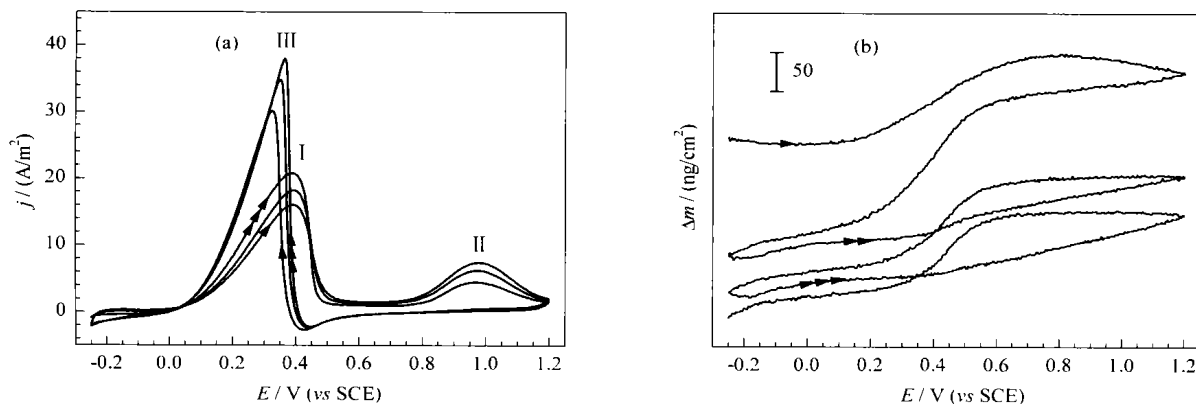 (a)
III
I
II
40
30
20
10
0
j / (A/m²)
-0.2 0.0 0.2 0.4 0.6 0.8 1.0 1.2
E / V (vs SCE)
(b)
50
Δm / (ng/cm²)
-0.2 0.0 0.2 0.4 0.6 0.8 1.0 1.2
E / V (vs SCE)